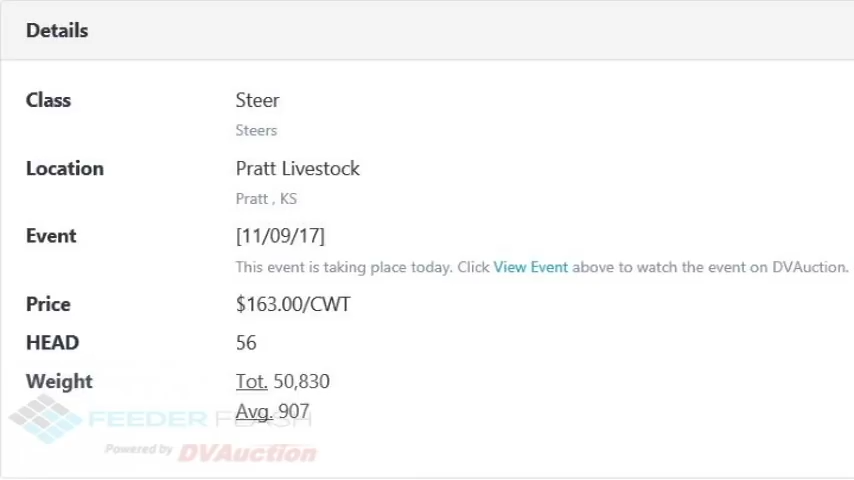 Details
Class Steer
Steers
Location Pratt Livestock
Pratt , KS
Event [11/09/17]
This event is taking place today. Click View Event above to watch the event on DVAuction.
Price $163.00/CWT
HEAD 56
Weight Tot. 50,830
Avg. 907
FEEDER FLASH
Powered by DVAuction